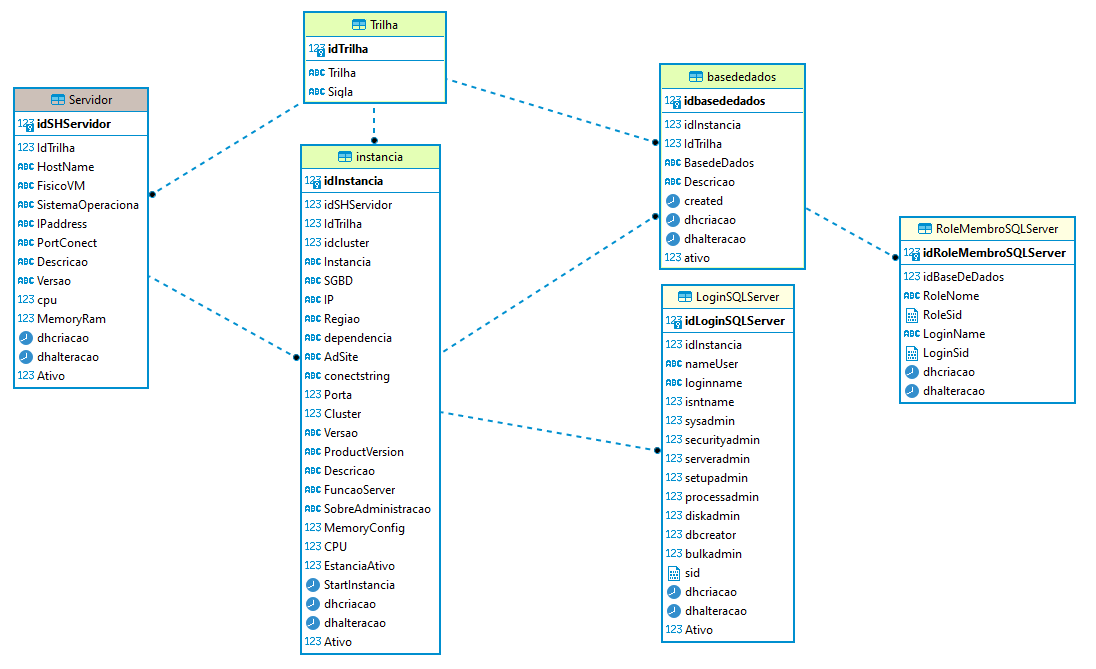 Trilha
123 idTrilha
ABC Trilha
ABC Sigla
Servidor
123 idSHServidor
123 IdTrilha
ABC HostName
ABC FisicoVM
ABC SistemaOperaciona
ABC IPaddress
ABC PortConect
ABC Descricao
ABC Versao
123 cpu
123 MemoryRam
dhcriacao
dhalteracao
123 Ativo
instancia
123 idInstancia
123 idSHServidor
123 IdTrilha
123 idcluster
ABC Instancia
ABC SGBD
ABC IP
ABC Regiao
ABC dependencia
ABC AdSite
ABC conectstring
123 Porta
123 Cluster
ABC Versao
ABC ProductVersion
ABC Descricao
ABC FuncaoServer
ABC SobreAdministracao
123 MemoryConfig
123 CPU
123 EstanciaAtivo
StartInstancia
dhcriacao
dhalteracao
123 Ativo
basededados
123 idbasededados
123 idInstancia
123 IdTrilha
ABC BasedeDados
ABC Descricao
created
dhcriacao
dhalteracao
123 ativo
LoginSQLServer
123 idLoginSQLServer
123 idInstancia
ABC nameUser
ABC loginname
123 isntname
123 sysadmin
123 securityadmin
123 serveradmin
123 setupadmin
123 processadmin
123 diskadmin
123 dbcreator
123 bulkadmin
sid
dhcriacao
dhalteracao
123 Ativo
RoleMembroSQLServer
123 idRoleMembroSQLServer
123 idBaseDeDados
ABC RoleNome
RoleSid
ABC LoginName
LoginSid
dhcriacao
dhalteracao